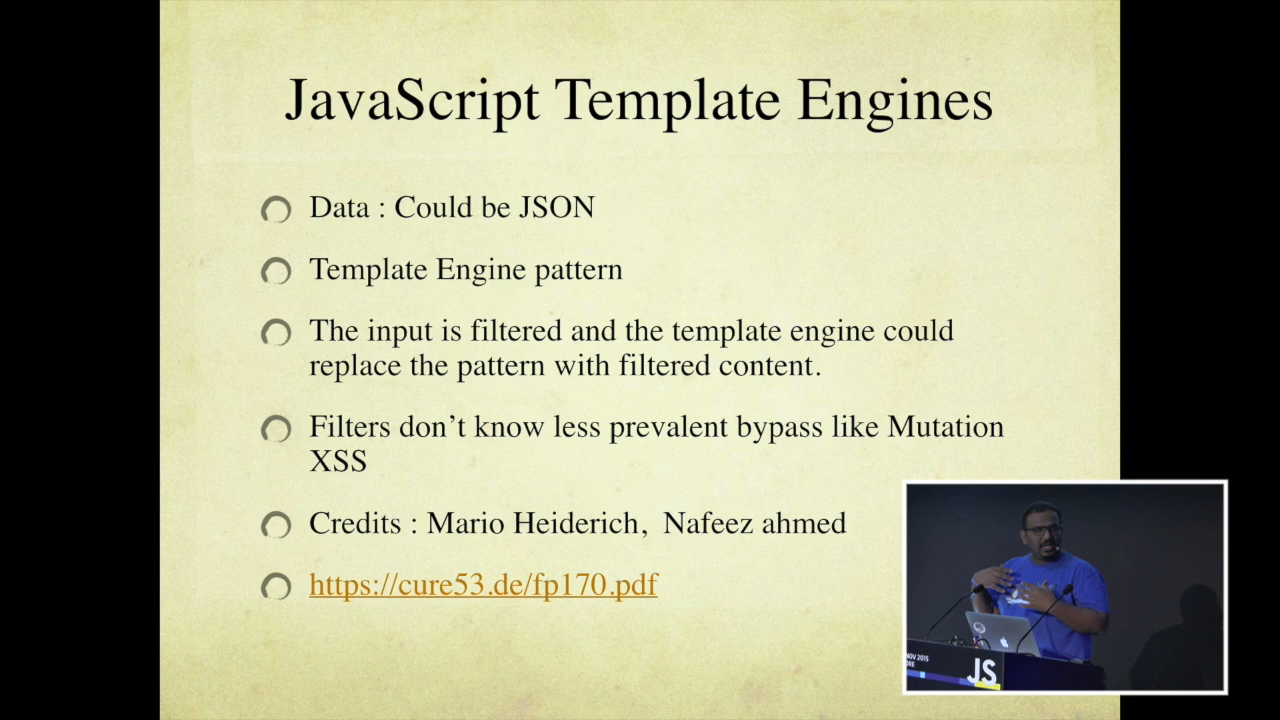 JavaScript Template Engines
Data : Could be JSON
Template Engine pattern
The input is filtered and the template engine could
replace the pattern with filtered content.
Filters don’t know less prevalent bypass like Mutation
XSS
Credits : Mario Heiderich,  Nafeez ahmed
https://cure53.de/fp170.pdf
NOV 2015
ORE
JS